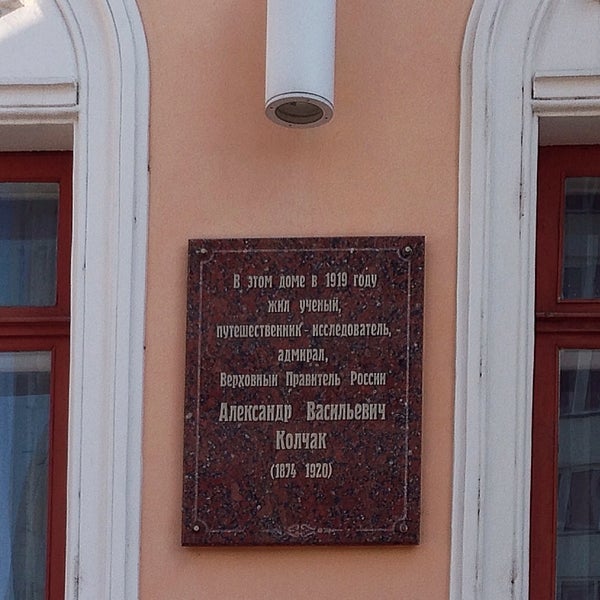 В этом доме в 1919 году
жил ученый,
путешественник - исследователь, -
адмирал,
Верховный Правитель России
Александр Васильевич
Колчак
(1874 1920)